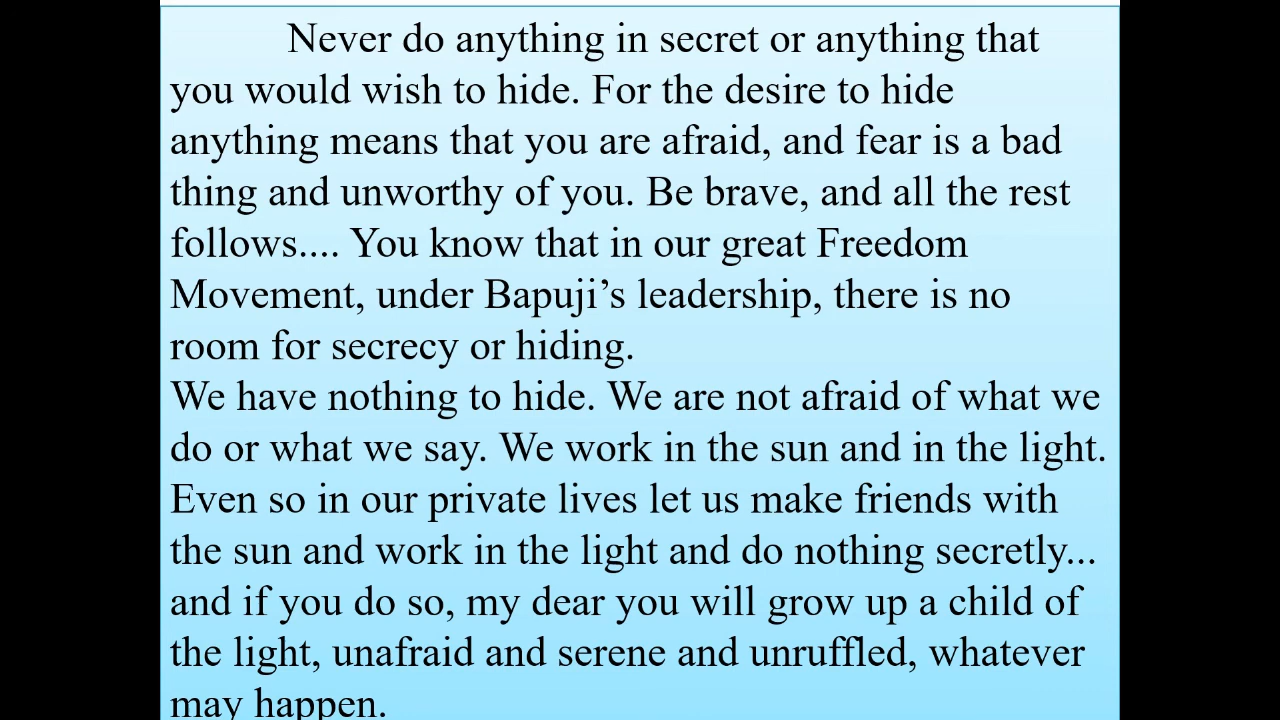 Never do anything in secret or anything that
you would wish to hide. For the desire to hide
anything means that you are afraid, and fear is a bad
thing and unworthy of you. Be brave, and all the rest
follows.... You know that in our great Freedom
Movement, under Bapuji’s leadership, there is no
room for secrecy or hiding.
We have nothing to hide. We are not afraid of what we
do or what we say. We work in the sun and in the light.
Even so in our private lives let us make friends with
the sun and work in the light and do nothing secretly...
and if you do so, my dear you will grow up a child of
the light, unafraid and serene and unruffled, whatever
may happen.